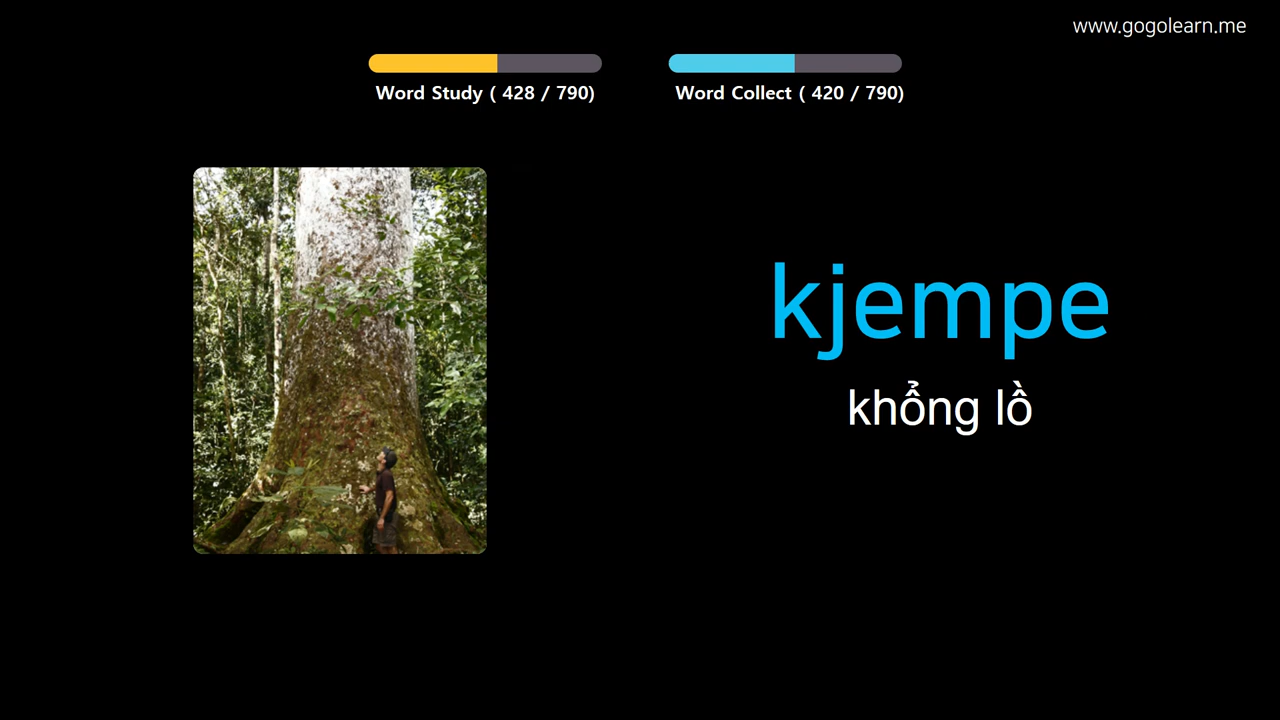 www.gogolearn.me
Word Study ( 428 / 790)
Word Collect ( 420 / 790)
kjempe
khổng lồ